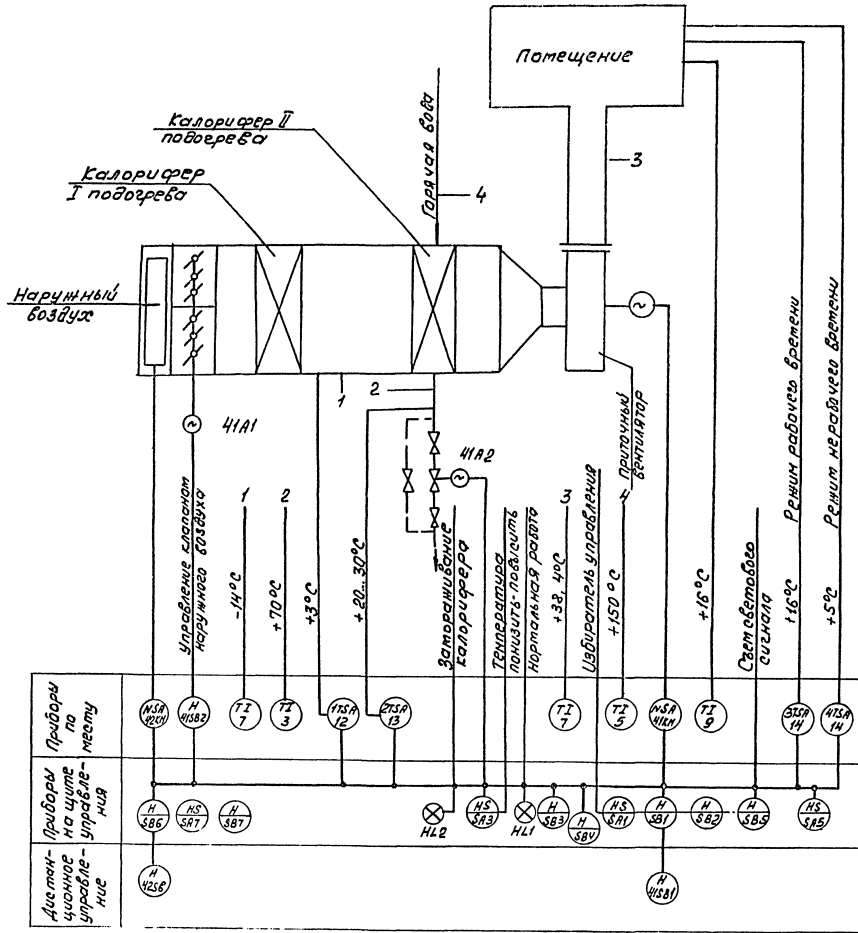 Помещение
Калорифер II
подогрева
Калорифер
I подогрева
Горячая вода
4
3
Наружный
воздух
1
2
41А1
41А2
Приточный
вентилятор
Управление клапаном
наружного воздуха
1
-14°С
2
+70°С
+3°С
+20...30°С
Замораживание
калорифера
Температура
понизить-повысить
Нормальная работа
3
+38,4°С
Избиратель управления
4
+150°С
+16°С
Съем светового
сигнала
Режим рабочего времени
+16°С
Режим нерабочего времени
+5°С
Приборы
по
месту
NSA
42КМ
H
41SB2
TI
7
TI
3
1TSA
12
2TSA
13
TI
7
TI
5
NSA
41КМ
TI
9
3TSA
14
4TSA
14
Приборы
на щите
управле-
ния
H
SB6
HS
SA7
H
SB7
HL2
HS
SA3
HL1
H
SB3
H
SB4
HS
SA1
H
SB1
H
SB2
H
SB5
HS
SA5
Дистан-
ционное
управле-
ние
H
42SB
H
41SB1